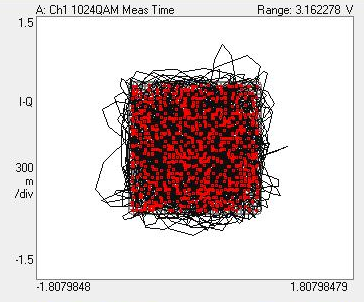 A: Ch1 1024QAM Meas Time Range: 3.162278 V
1.5
I-Q
300
m
/div
-1.5
-1.8079848 1.80798479